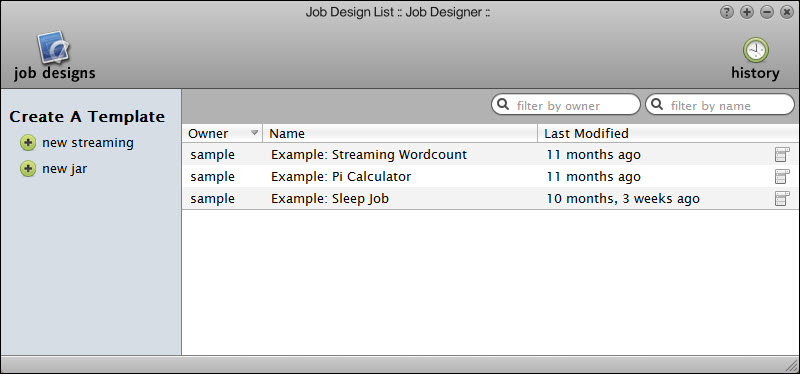 Job Design List :: Job Designer ::
job designs
history
Create A Template
new streaming
new jar
filter by owner
filter by name
Owner Name Last Modified
sample Example: Streaming Wordcount 11 months ago
sample Example: Pi Calculator 11 months ago
sample Example: Sleep Job 10 months, 3 weeks ago